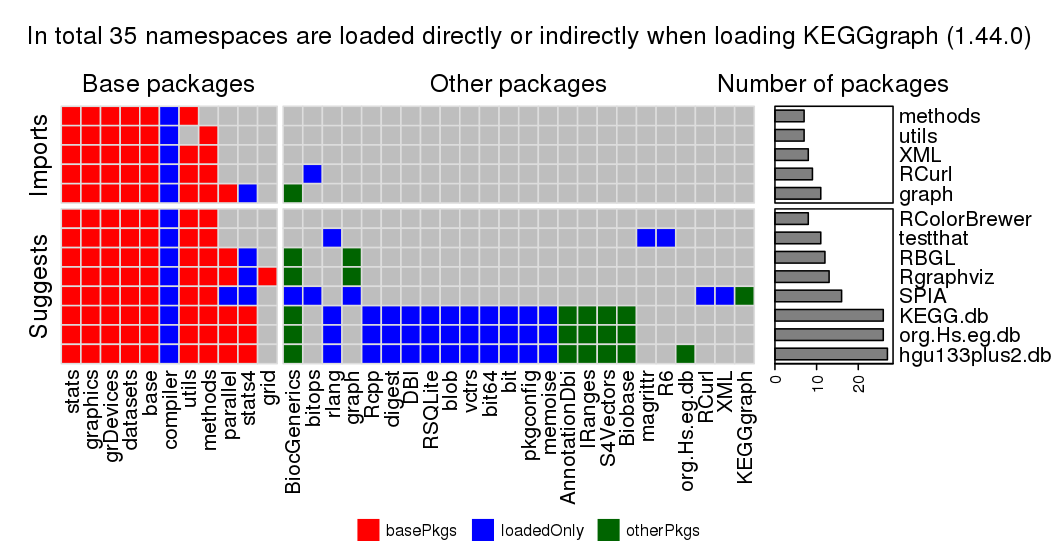 In total 35 namespaces are loaded directly or indirectly when loading KEGGgraph (1.44.0)
Base packages
Other packages
Number of packages
Imports
methods
utils
XML
RCurl
graph
Suggests
RColorBrewer
testthat
RBGL
Rgraphviz
SPIA
KEGG.db
org.Hs.eg.db
hgu133plus2.db
0
10
20
stats
graphics
grDevices
datasets
base
compiler
utils
methods
parallel
stats4
grid
BiocGenerics
bitops
rlang
graph
Rcpp
digest
DBI
RSQLite
blob
vctrs
bit64
bit
pkgconfig
memoise
AnnotationDbi
IRanges
S4Vectors
Biobase
magrittr
R6
org.Hs.eg.db
RCurl
XML
KEGGgraph
basePkgs
loadedOnly
otherPkgs